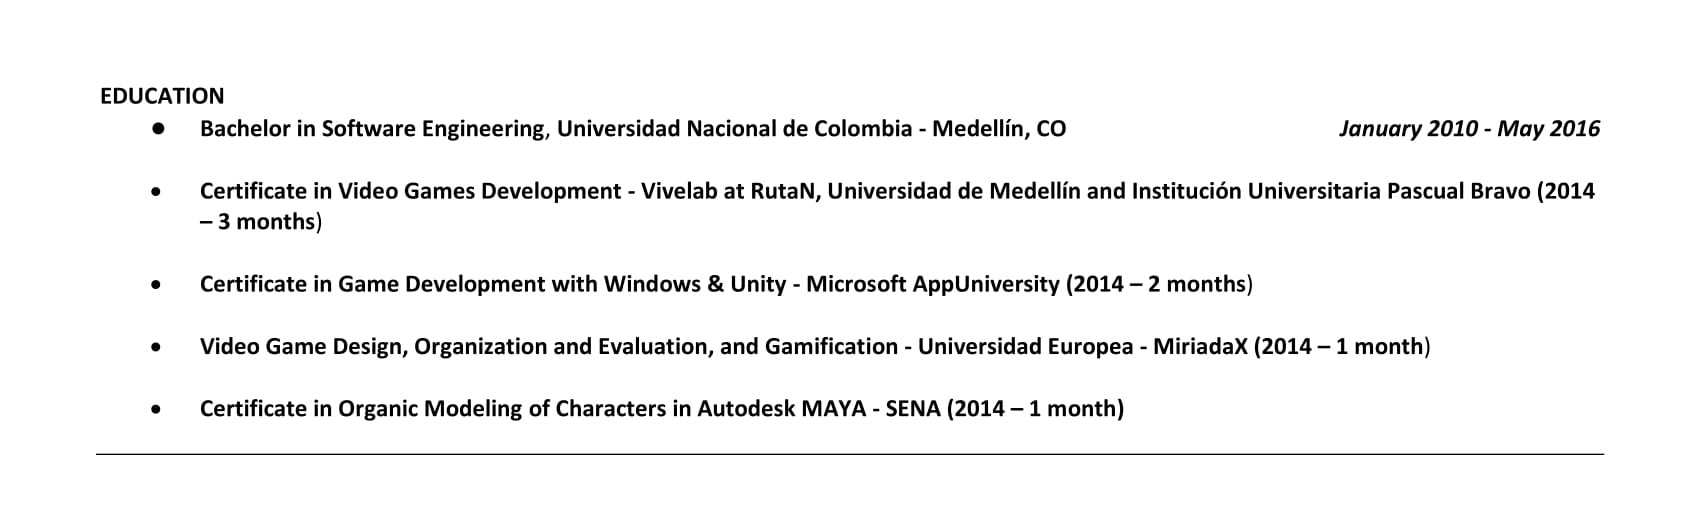 EDUCATION
● Bachelor in Software Engineering, Universidad Nacional de Colombia - Medellín, CO January 2010 - May 2016
● Certificate in Video Games Development - Vivelab at RutaN, Universidad de Medellín and Institución Universitaria Pascual Bravo (2014
– 3 months)
● Certificate in Game Development with Windows & Unity - Microsoft AppUniversity (2014 – 2 months)
● Video Game Design, Organization and Evaluation, and Gamification - Universidad Europea - MiriadaX (2014 – 1 month)
● Certificate in Organic Modeling of Characters in Autodesk MAYA - SENA (2014 – 1 month)